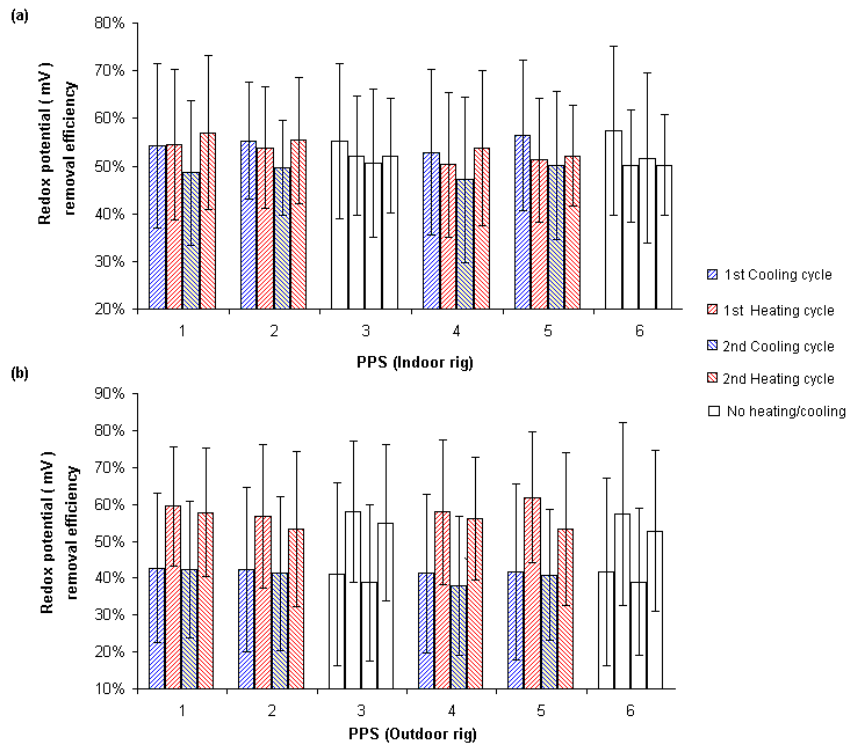 (a)
80%
70%
60%
50%
40%
30%
20%
Redox potential ( mV )
removal efficiency
1 2 3 4 5 6
PPS (Indoor rig)
1st Cooling cycle
1st Heating cycle
2nd Cooling cycle
2nd Heating cycle
No heating/cooling
(b)
90%
80%
70%
60%
50%
40%
30%
20%
10%
Redox potential ( mV )
removal efficiency
1 2 3 4 5 6
PPS (Outdoor rig)